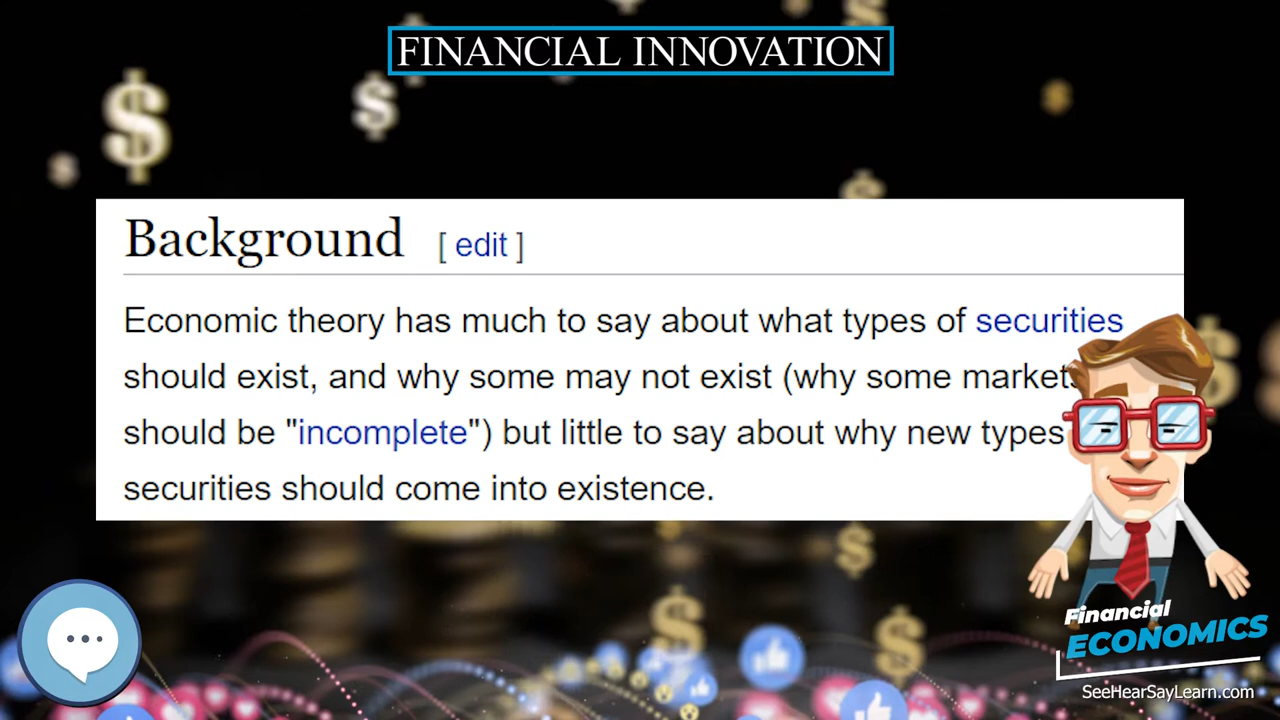 FINANCIAL INNOVATION
Background [ edit ]
Economic theory has much to say about what types of securities
should exist, and why some may not exist (why some markets
should be "incomplete") but little to say about why new types
securities should come into existence.
Financial
ECONOMICS
SeeHearSayLearn.com